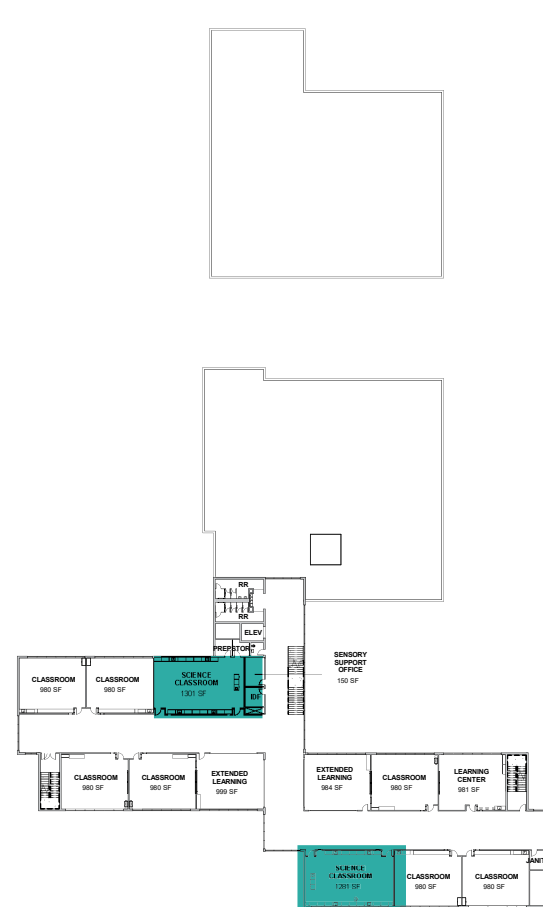 RR
RR
ELEV
PREP STOR
SENSORY
SUPPORT
OFFICE
150 SF
CLASSROOM
980 SF
CLASSROOM
980 SF
SCIENCE
CLASSROOM
1301 SF
IDF
CLASSROOM
980 SF
CLASSROOM
980 SF
EXTENDED
LEARNING
999 SF
EXTENDED
LEARNING
984 SF
CLASSROOM
980 SF
LEARNING
CENTER
981 SF
JANIT
SCIENCE
CLASSROOM
1281 SF
CLASSROOM
980 SF
CLASSROOM
980 SF